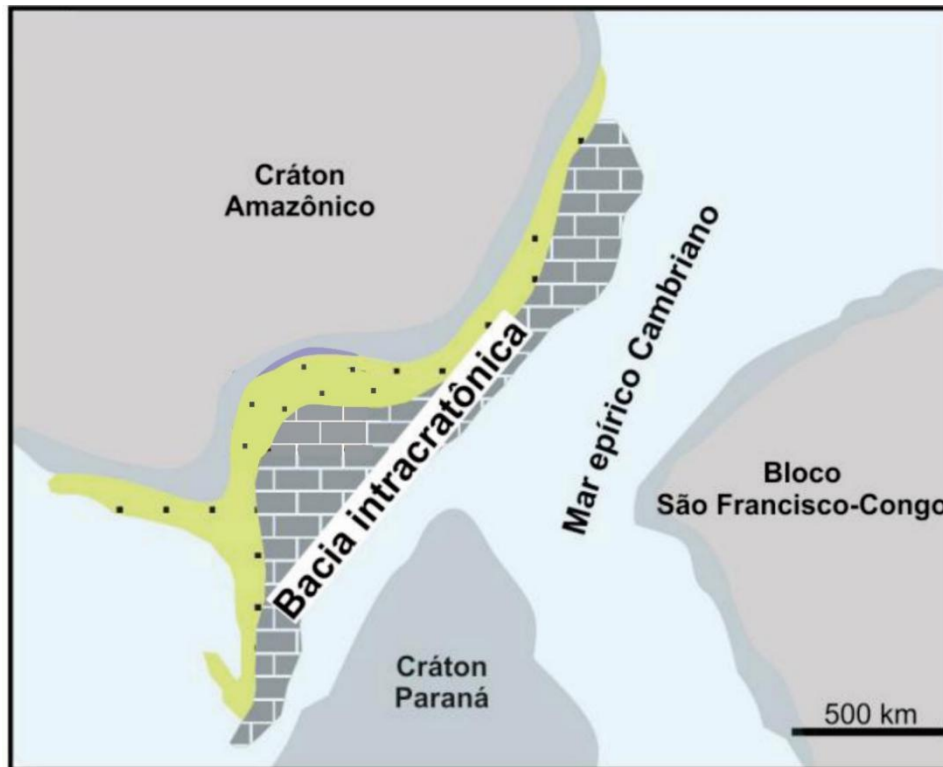 Cráton
Amazônico
Mar epírico Cambriano
Bacia intracratônica
Bloco
São Francisco-Congo
Cráton
Paraná
500 km